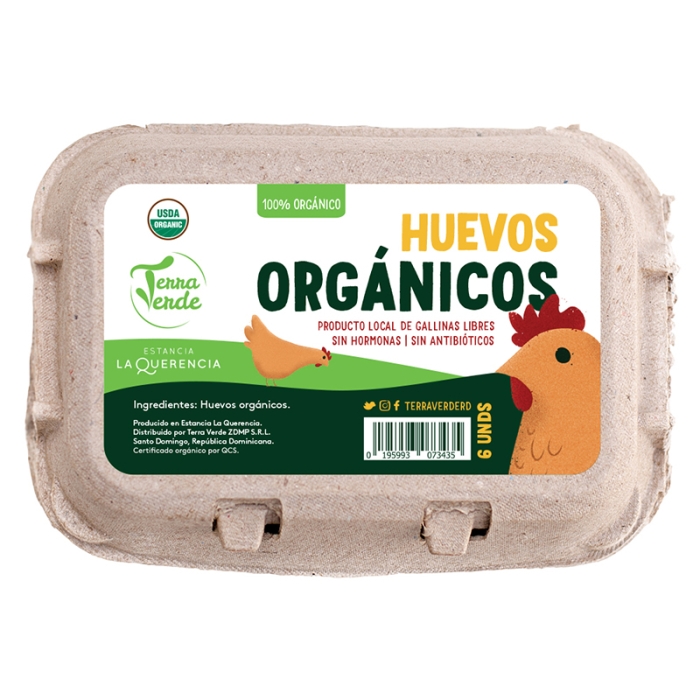 USDA
ORGANIC
100% ORGÁNICO
Terra
Verde
HUEVOS
ORGÁNICOS
PRODUCTO LOCAL DE GALLINAS LIBRES
SIN HORMONAS | SIN ANTIBIÓTICOS
ESTANCIA
LA QUERENCIA
Ingredientes: Huevos orgánicos.
Producido en Estancia La Querencia.
Distribuido por Terra Verde ZDMP S.R.L.
Santo Domingo, República Dominicana.
Certificado orgánico por QCS.
TERRAVERDERD
0 195993 073435
6 UNDS